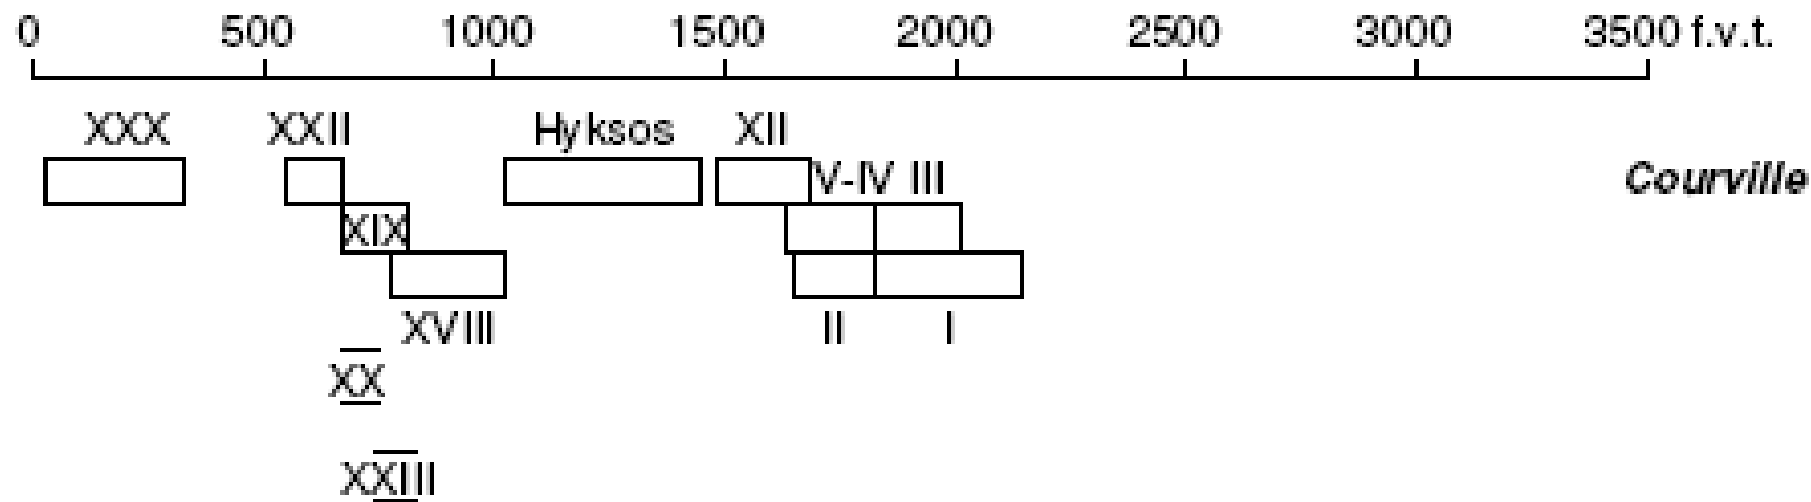 0 500 1000 1500 2000 2500 3000 3500 f.v.t.
XXX XXII Hyksos XII
V-IV III Courville
XIX
XVIII II I
XX
XXIII